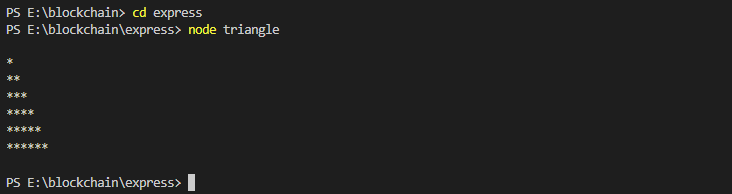 PS E:\blockchain> cd express
PS E:\blockchain\express> node triangle
*
**
***
****
*****
******
PS E:\blockchain\express>